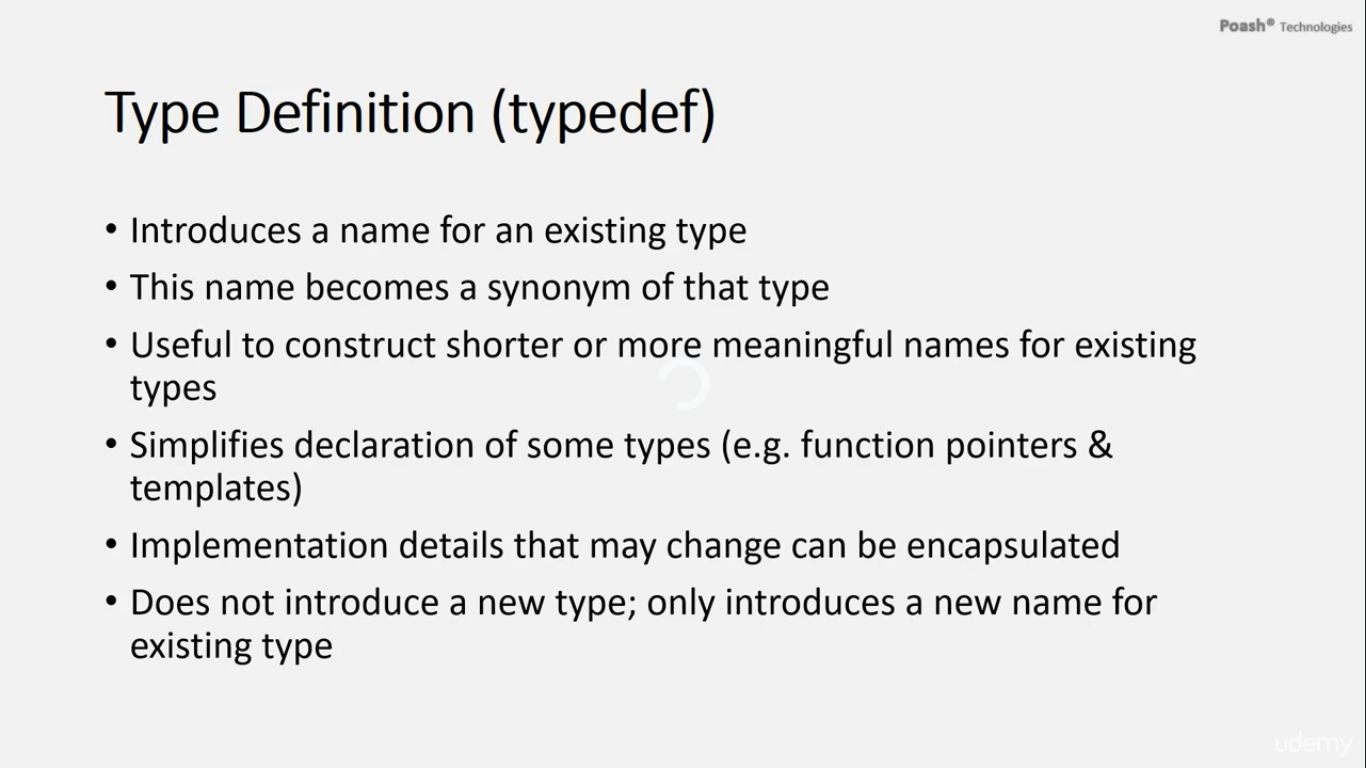 Poash® Technologies
Type Definition (typedef)
• Introduces a name for an existing type
• This name becomes a synonym of that type
• Useful to construct shorter or more meaningful names for existing
types
• Simplifies declaration of some types (e.g. function pointers &
templates)
• Implementation details that may change can be encapsulated
• Does not introduce a new type; only introduces a new name for
existing type
udemy